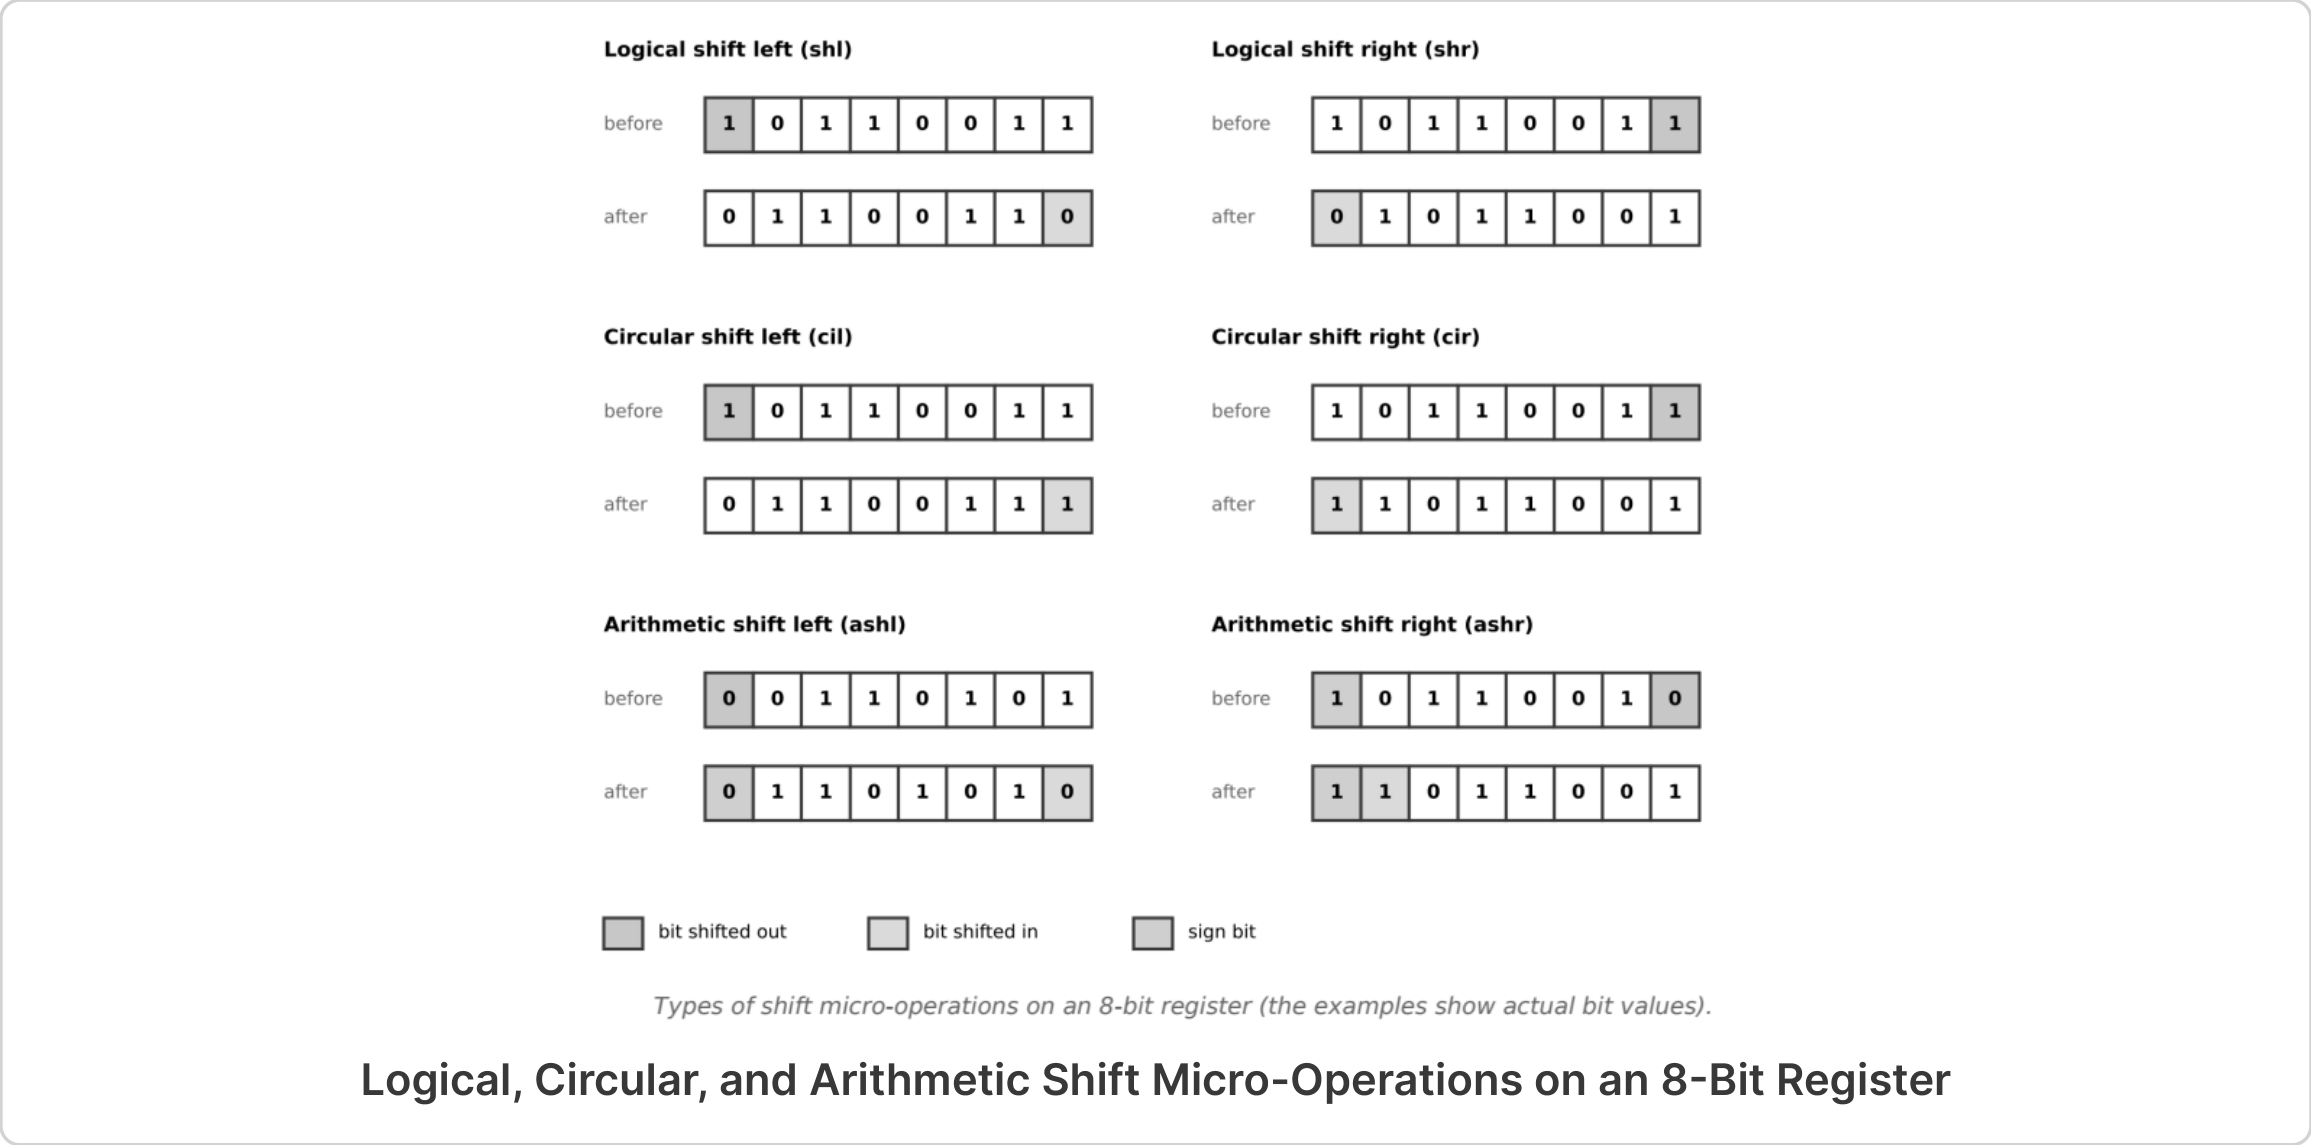 Logical shift left (shl)
before 1 0 1 1 0 0 1 1
after 0 1 1 0 0 1 1 0
Logical shift right (shr)
before 1 0 1 1 0 0 1 1
after 0 1 0 1 1 0 0 1
Circular shift left (cil)
before 1 0 1 1 0 0 1 1
after 0 1 1 0 0 1 1 1
Circular shift right (cir)
before 1 0 1 1 0 0 1 1
after 1 1 0 1 1 0 0 1
Arithmetic shift left (ashl)
before 0 0 1 1 0 1 0 1
after 0 1 1 0 1 0 1 0
Arithmetic shift right (ashr)
before 1 0 1 1 0 0 1 0
after 1 1 0 1 1 0 0 1
bit shifted out
bit shifted in
sign bit
Types of shift micro-operations on an 8-bit register (the examples show actual bit values).
Logical, Circular, and Arithmetic Shift Micro-Operations on an 8-Bit Register